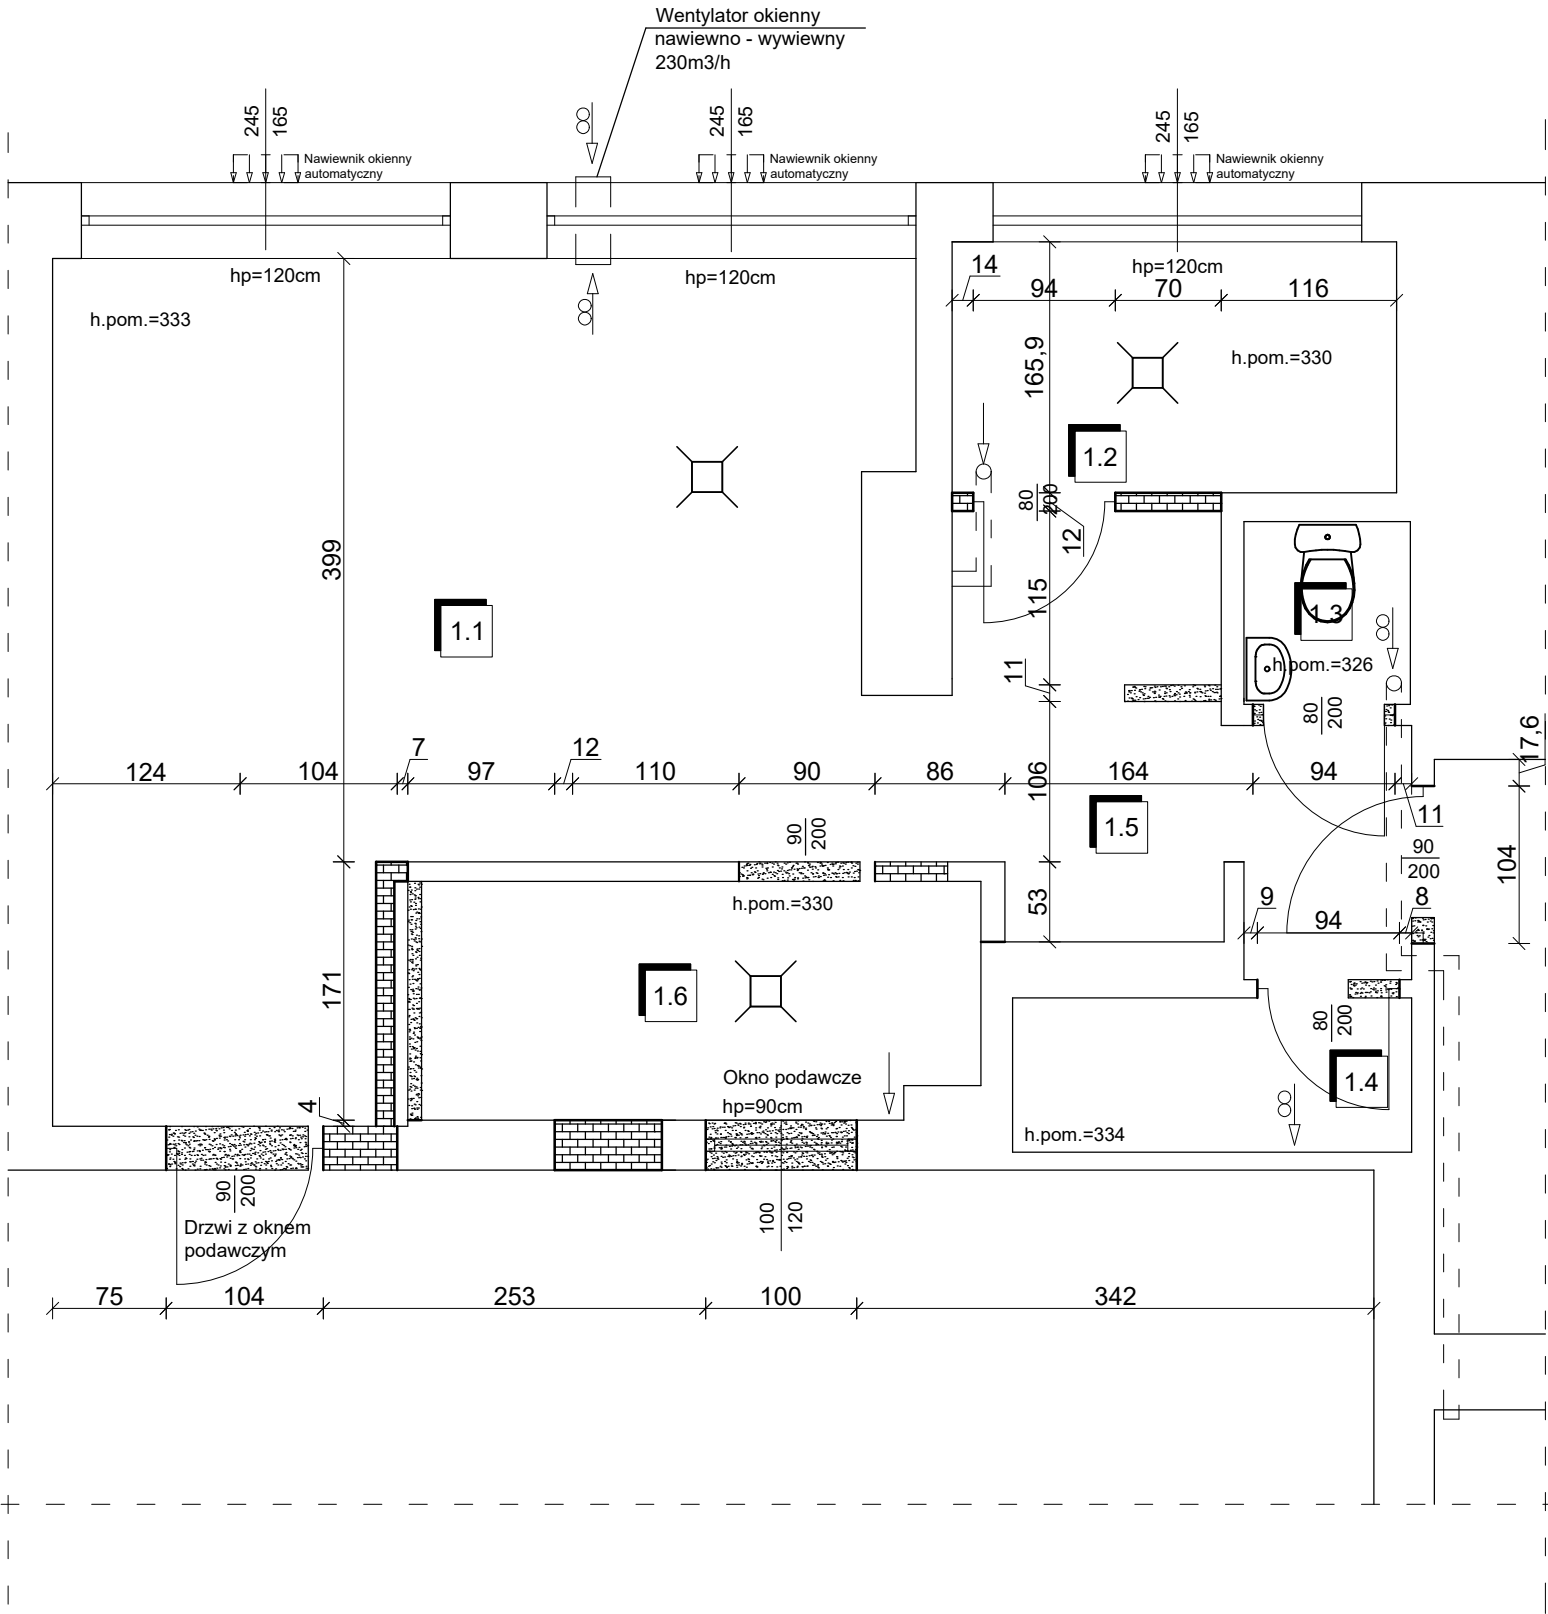 Wentylator okienny
nawiewno - wywiewny
230m3/h
245
165
Nawiewnik okienny
automatyczny
245
165
Nawiewnik okienny
automatyczny
245
165
Nawiewnik okienny
automatyczny
hp=120cm
hp=120cm
hp=120cm
h.pom.=333
14
94
70
116
165,9
h.pom.=330
1.2
80
200
12
399
115
1.1
1.3
h.pom.=326
11
80
200
17,6
124
104
7
97
12
110
90
86
106
164
94
11
1.5
90
200
90
200
104
h.pom.=330
53
9
94
8
171
1.6
80
200
Okno podawcze
hp=90cm
1.4
4
h.pom.=334
90
200
100
120
Drzwi z oknem
podawczym
75
104
253
100
342